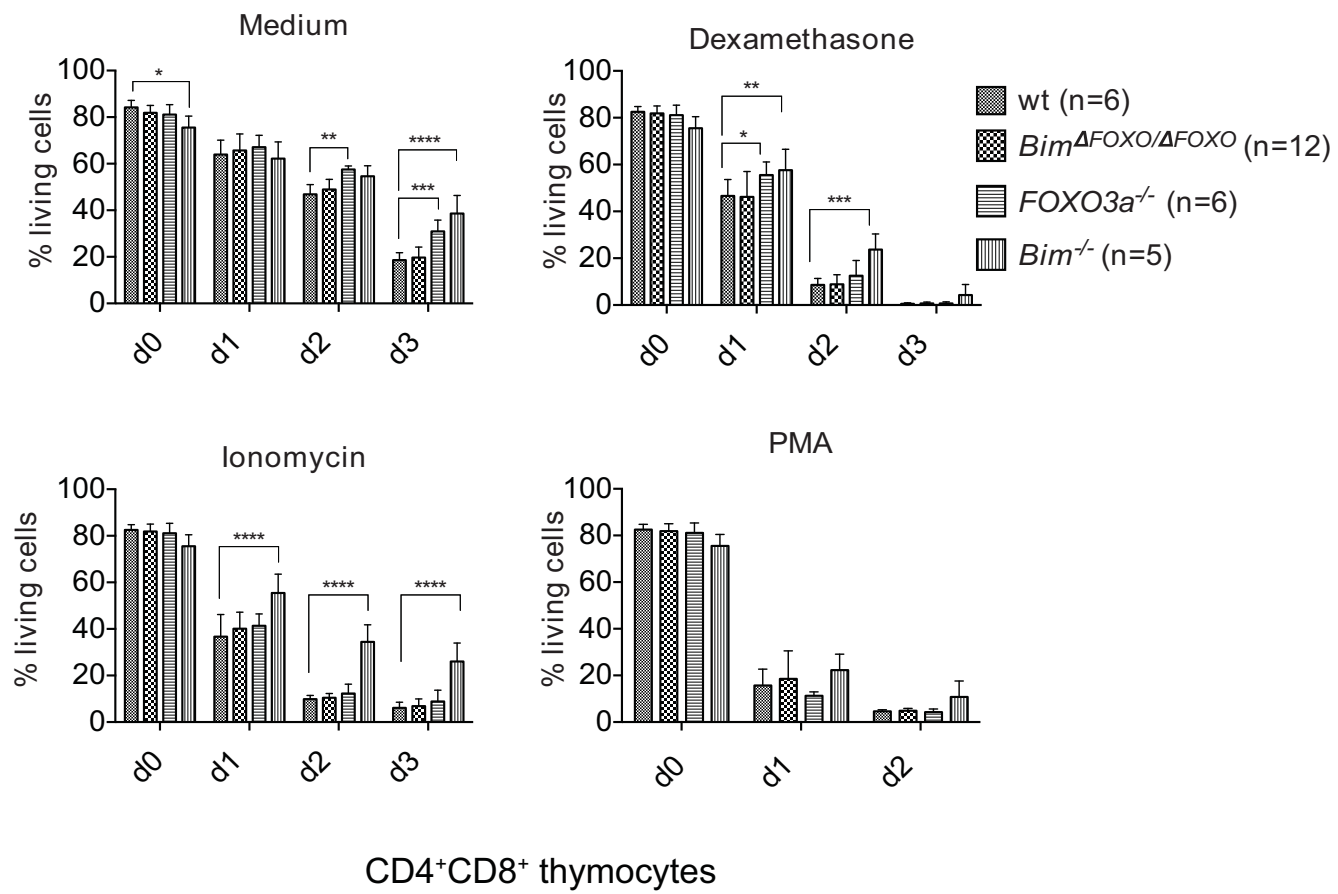 Medium
% living cells
100
80
60
40
20
0
*
**
****
***
d0 d1 d2 d3
Dexamethasone
% living cells
100
80
60
40
20
0
**
*
***
d0 d1 d2 d3
wt (n=6)
Bim^ΔFOXO/ΔFOXO (n=12)
FOXO3a^-/- (n=6)
Bim^-/- (n=5)
Ionomycin
% living cells
100
80
60
40
20
0
****
****
****
d0 d1 d2 d3
PMA
% living cells
100
80
60
40
20
0
d0 d1 d2
CD4⁺CD8⁺ thymocytes